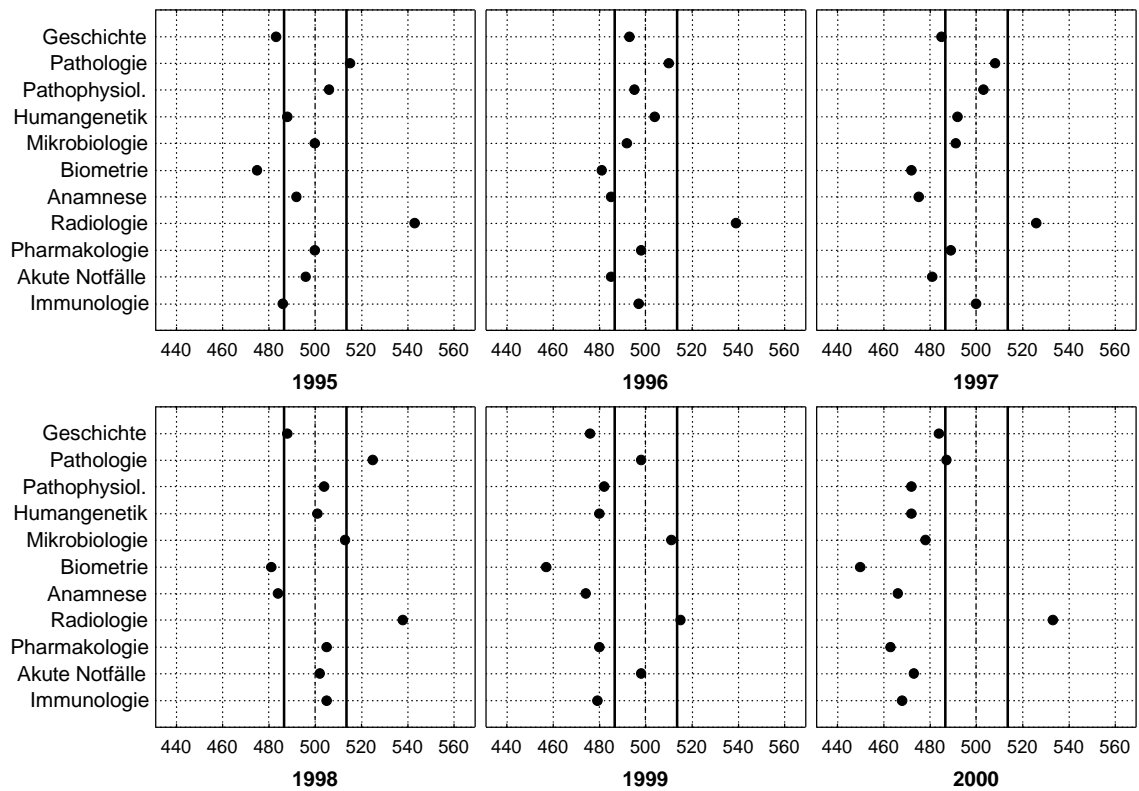 Geschichte
Pathologie
Pathophysiol.
Humangenetik
Mikrobiologie
Biometrie
Anamnese
Radiologie
Pharmakologie
Akute Notfälle
Immunologie
440 460 480 500 520 540 560
1995
440 460 480 500 520 540 560
1996
440 460 480 500 520 540 560
1997
Geschichte
Pathologie
Pathophysiol.
Humangenetik
Mikrobiologie
Biometrie
Anamnese
Radiologie
Pharmakologie
Akute Notfälle
Immunologie
440 460 480 500 520 540 560
1998
440 460 480 500 520 540 560
1999
440 460 480 500 520 540 560
2000